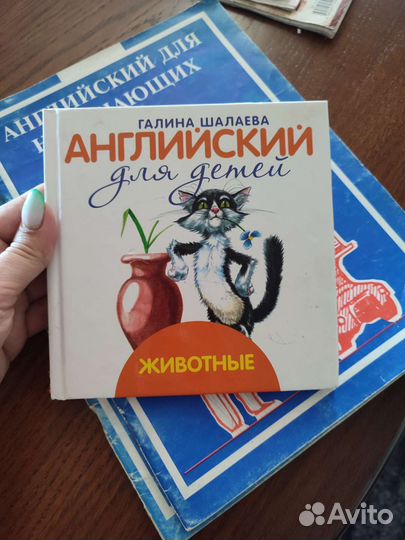 АНГЛИЙСКИЙ ДЛЯ
ГАЛИНА ШАЛАЕВА
АНГЛИЙСКИЙ
для детей
ЖИВОТНЫЕ
Avito